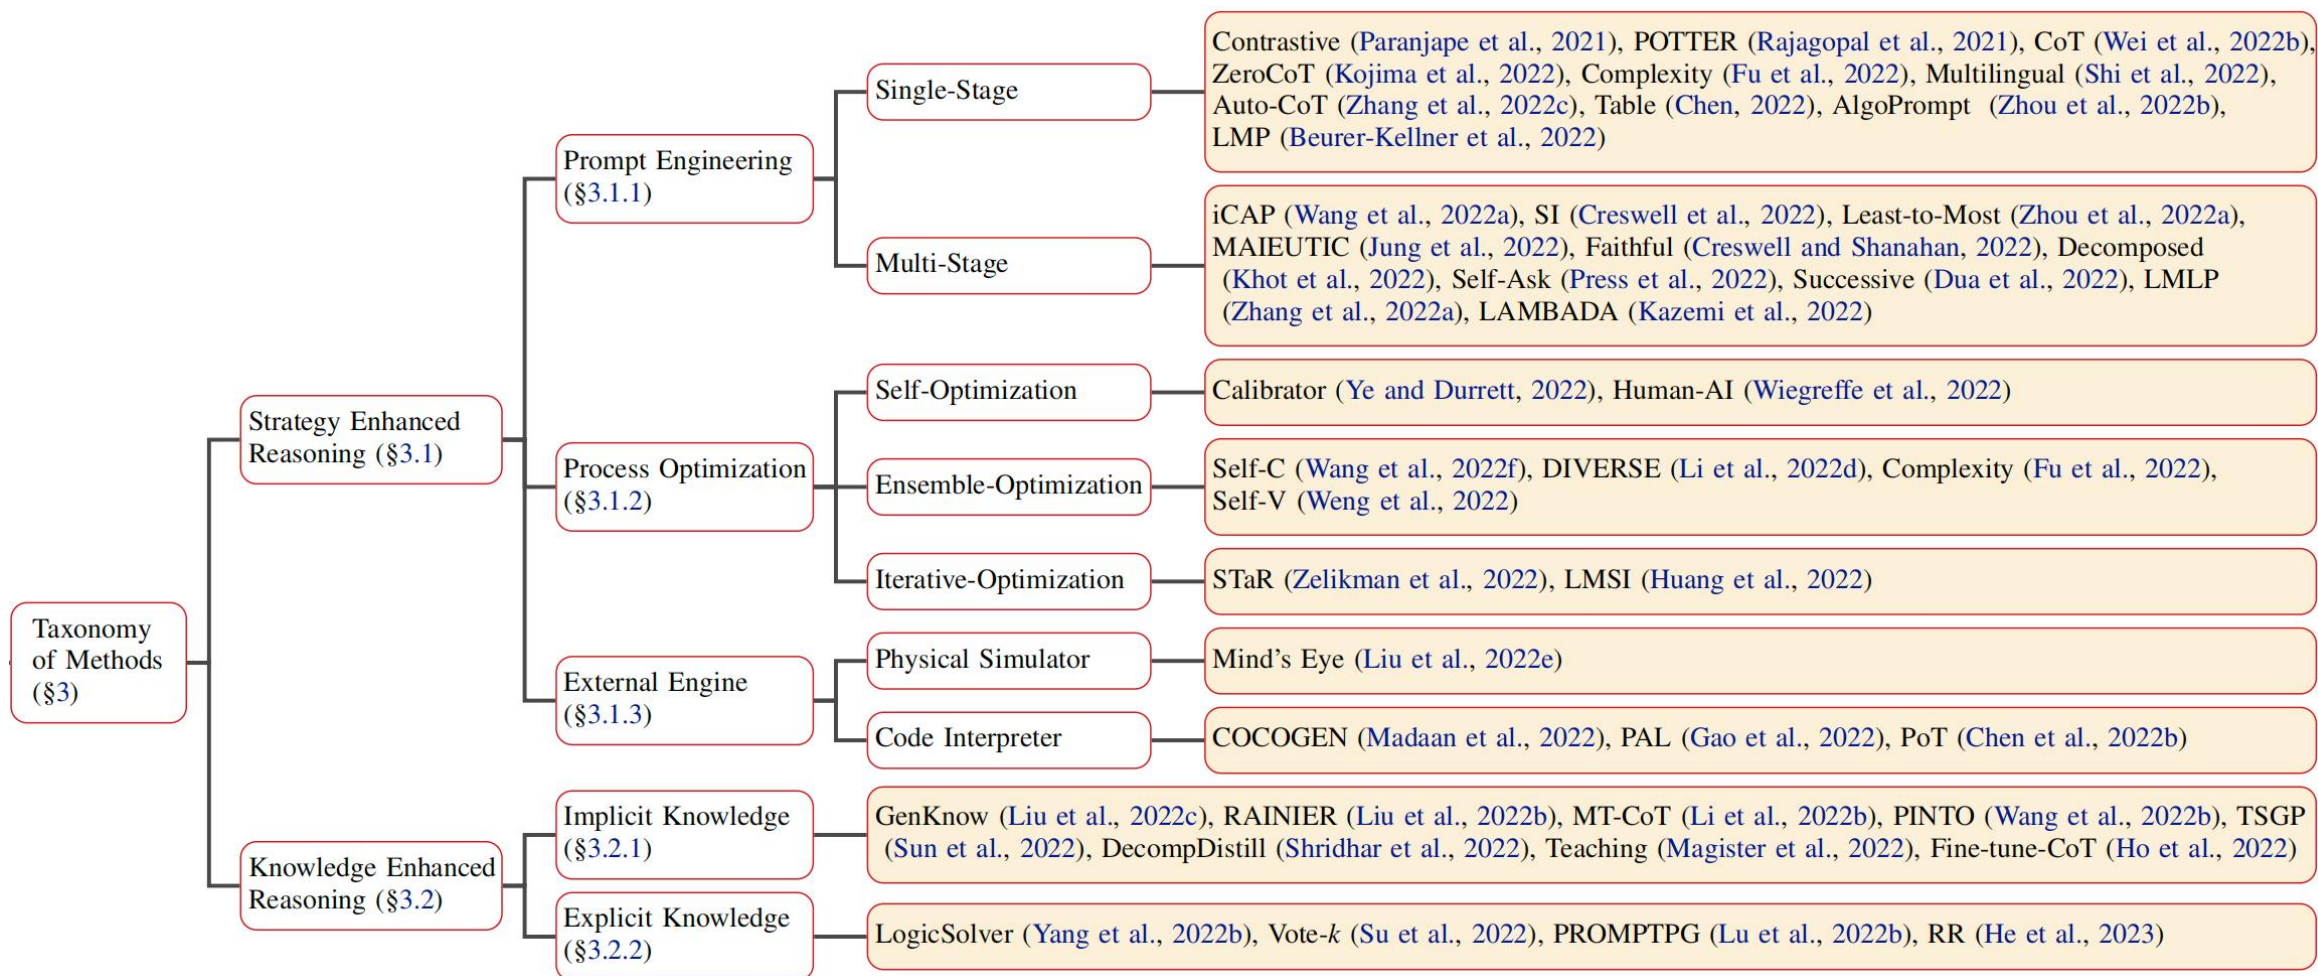 Taxonomy
of Methods
(§3)
Strategy Enhanced
Reasoning (§3.1)
Prompt Engineering
(§3.1.1)
Single-Stage
Contrastive (Paranjape et al., 2021), POTTER (Rajagopal et al., 2021), CoT (Wei et al., 2022b),
ZeroCoT (Kojima et al., 2022), Complexity (Fu et al., 2022), Multilingual (Shi et al., 2022),
Auto-CoT (Zhang et al., 2022c), Table (Chen, 2022), AlgoPrompt (Zhou et al., 2022b),
LMP (Beurer-Kellner et al., 2022)
Multi-Stage
iCAP (Wang et al., 2022a), SI (Creswell et al., 2022), Least-to-Most (Zhou et al., 2022a),
MAIEUTIC (Jung et al., 2022), Faithful (Creswell and Shanahan, 2022), Decomposed
(Khot et al., 2022), Self-Ask (Press et al., 2022), Successive (Dua et al., 2022), LMLP
(Zhang et al., 2022a), LAMBADA (Kazemi et al., 2022)
Process Optimization
(§3.1.2)
Self-Optimization
Calibrator (Ye and Durrett, 2022), Human-AI (Wiegreffe et al., 2022)
Ensemble-Optimization
Self-C (Wang et al., 2022f), DIVERSE (Li et al., 2022d), Complexity (Fu et al., 2022),
Self-V (Weng et al., 2022)
Iterative-Optimization
STaR (Zelikman et al., 2022), LMSI (Huang et al., 2022)
External Engine
(§3.1.3)
Physical Simulator
Mind's Eye (Liu et al., 2022e)
Code Interpreter
COCOGEN (Madaan et al., 2022), PAL (Gao et al., 2022), PoT (Chen et al., 2022b)
Knowledge Enhanced
Reasoning (§3.2)
Implicit Knowledge
(§3.2.1)
GenKnow (Liu et al., 2022c), RAINIER (Liu et al., 2022b), MT-CoT (Li et al., 2022b), PINTO (Wang et al., 2022b), TSGP
(Sun et al., 2022), DecompDistill (Shridhar et al., 2022), Teaching (Magister et al., 2022), Fine-tune-CoT (Ho et al., 2022)
Explicit Knowledge
(§3.2.2)
LogicSolver (Yang et al., 2022b), Vote-k (Su et al., 2022), PROMPTPG (Lu et al., 2022b), RR (He et al., 2023)